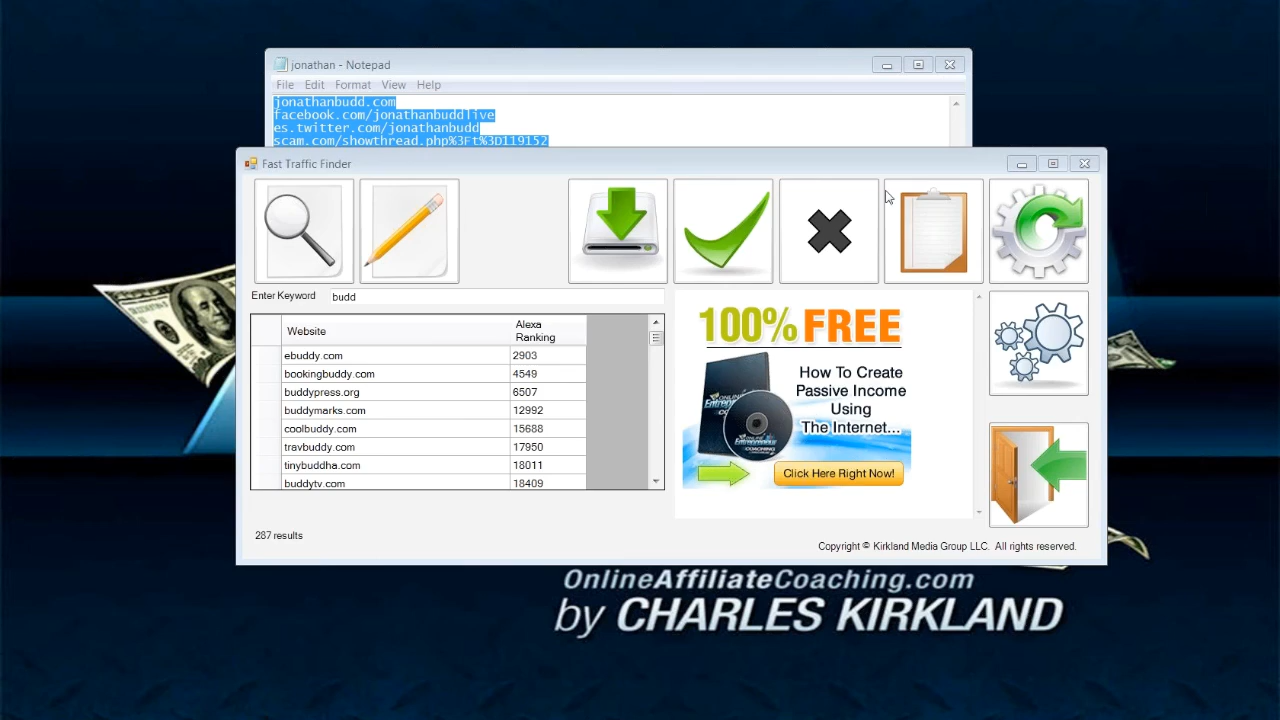 jonathan - Notepad
File Edit Format View Help
jonathanbudd.com
facebook.com/jonathanbuddlive
es.twitter.com/jonathanbudd
scam.com/showthread.php%3Ft%3D119152
Fast Traffic Finder
Enter Keyword budd
Website Alexa Ranking
ebuddy.com 2903
bookingbuddy.com 4549
buddypress.org 6507
buddymarks.com 12992
coolbuddy.com 15688
travbuddy.com 17950
tinybuddha.com 18011
buddytv.com 18409
287 results
100% FREE
How To Create
Passive Income
Using
The Internet...
Click Here Right Now!
Copyright © Kirkland Media Group LLC. All rights reserved.
OnlineAffiliateCoaching.com
by CHARLES KIRKLAND